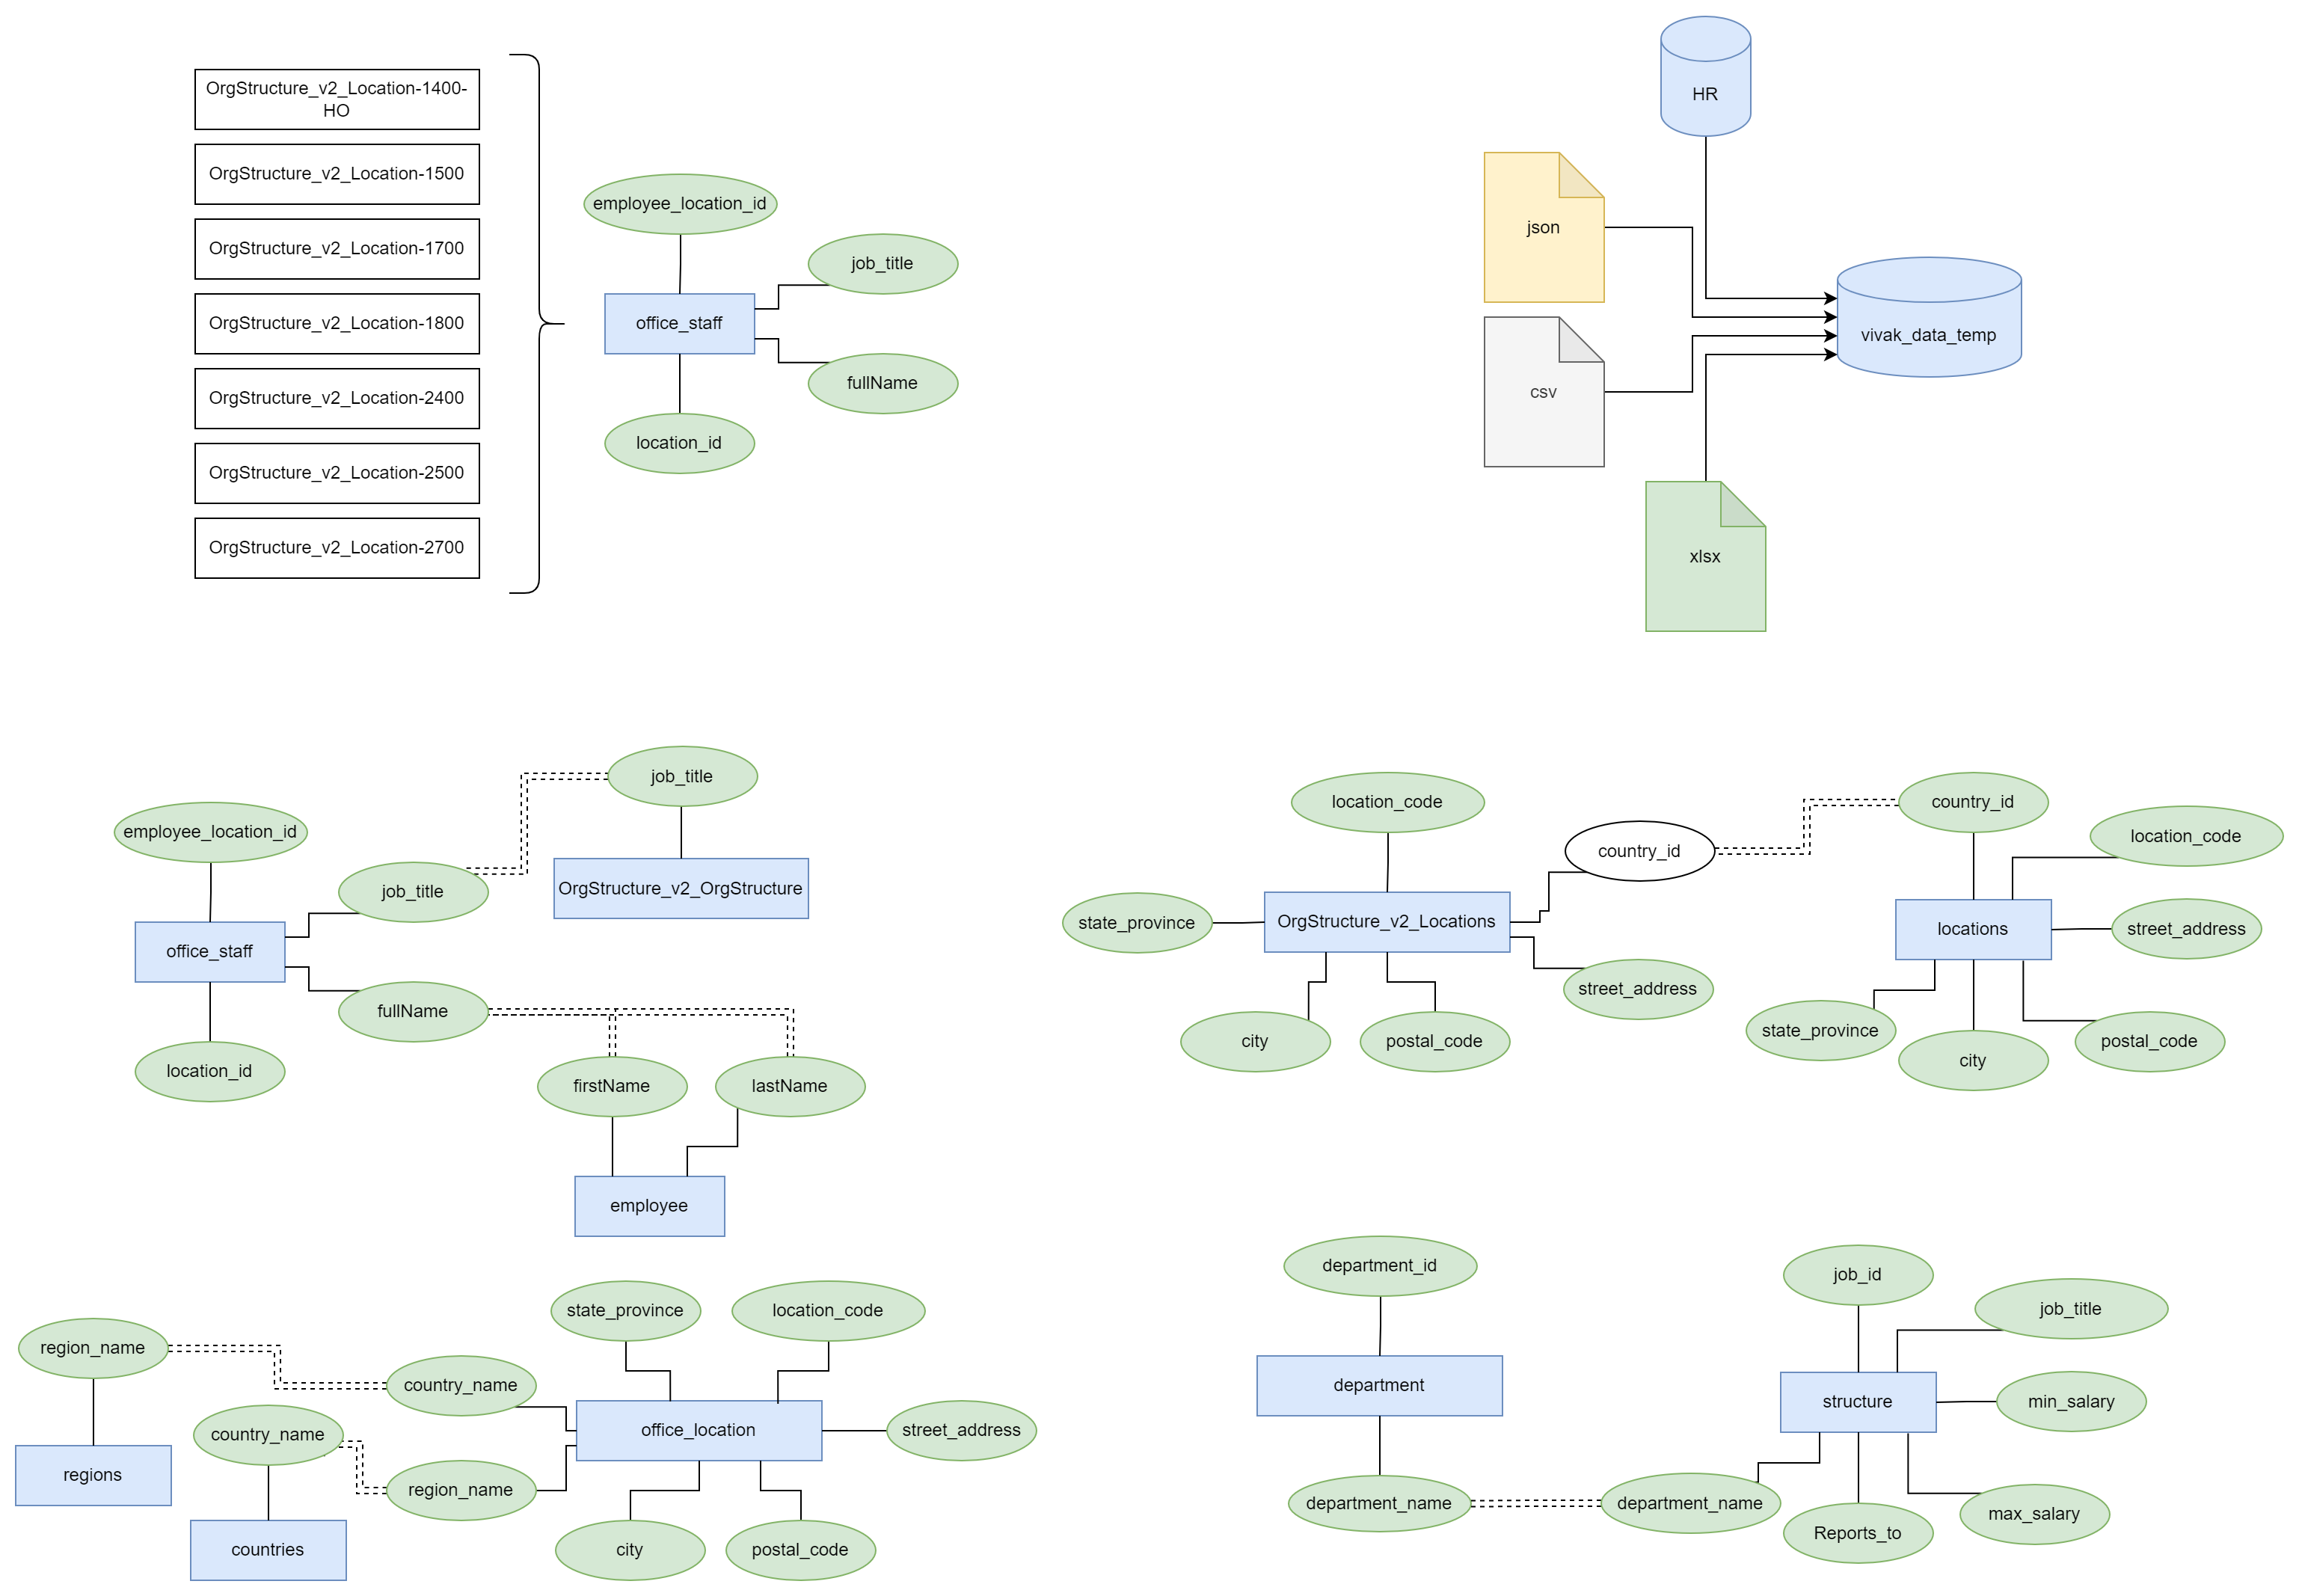 OrgStructure_v2_Location-1400-
HO
OrgStructure_v2_Location-1500
OrgStructure_v2_Location-1700
OrgStructure_v2_Location-1800
OrgStructure_v2_Location-2400
OrgStructure_v2_Location-2500
OrgStructure_v2_Location-2700
employee_location_id
job_title
office_staff
fullName
location_id
HR
json
csv
xlsx
vivak_data_temp
job_title
employee_location_id
job_title
OrgStructure_v2_OrgStructure
office_staff
fullName
location_id
firstName
lastName
employee
location_code
country_id
state_province
OrgStructure_v2_Locations
street_address
city
postal_code
country_id
location_code
locations
street_address
state_province
city
postal_code
state_province
location_code
region_name
country_name
country_name
office_location
street_address
regions
region_name
countries
city
postal_code
department_id
department
department_name
job_id
job_title
structure
min_salary
department_name
Reports_to
max_salary